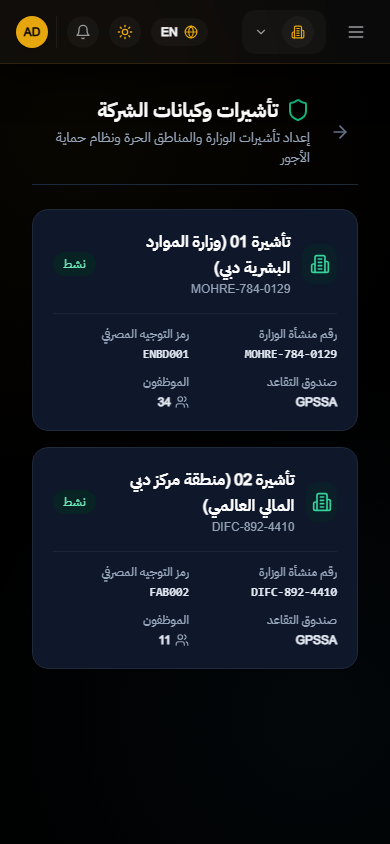 AD
EN
تأشيرات وكيانات الشركة
إعداد تأشيرات الوزارة والمناطق الحرة ونظام حماية
الأجور
تأشيرة 01 (وزارة الموارد
البشرية دبي)
MOHRE-784-0129
نشط
رقم منشأة الوزارة
MOHRE-784-0129
رمز التوجيه المصرفي
ENBD001
صندوق التقاعد
GPSSA
الموظفون
34
تأشيرة 02 (منطقة مركز دبي
المالي العالمي)
DIFC-892-4410
نشط
رقم منشأة الوزارة
DIFC-892-4410
رمز التوجيه المصرفي
FAB002
صندوق التقاعد
GPSSA
الموظفون
11